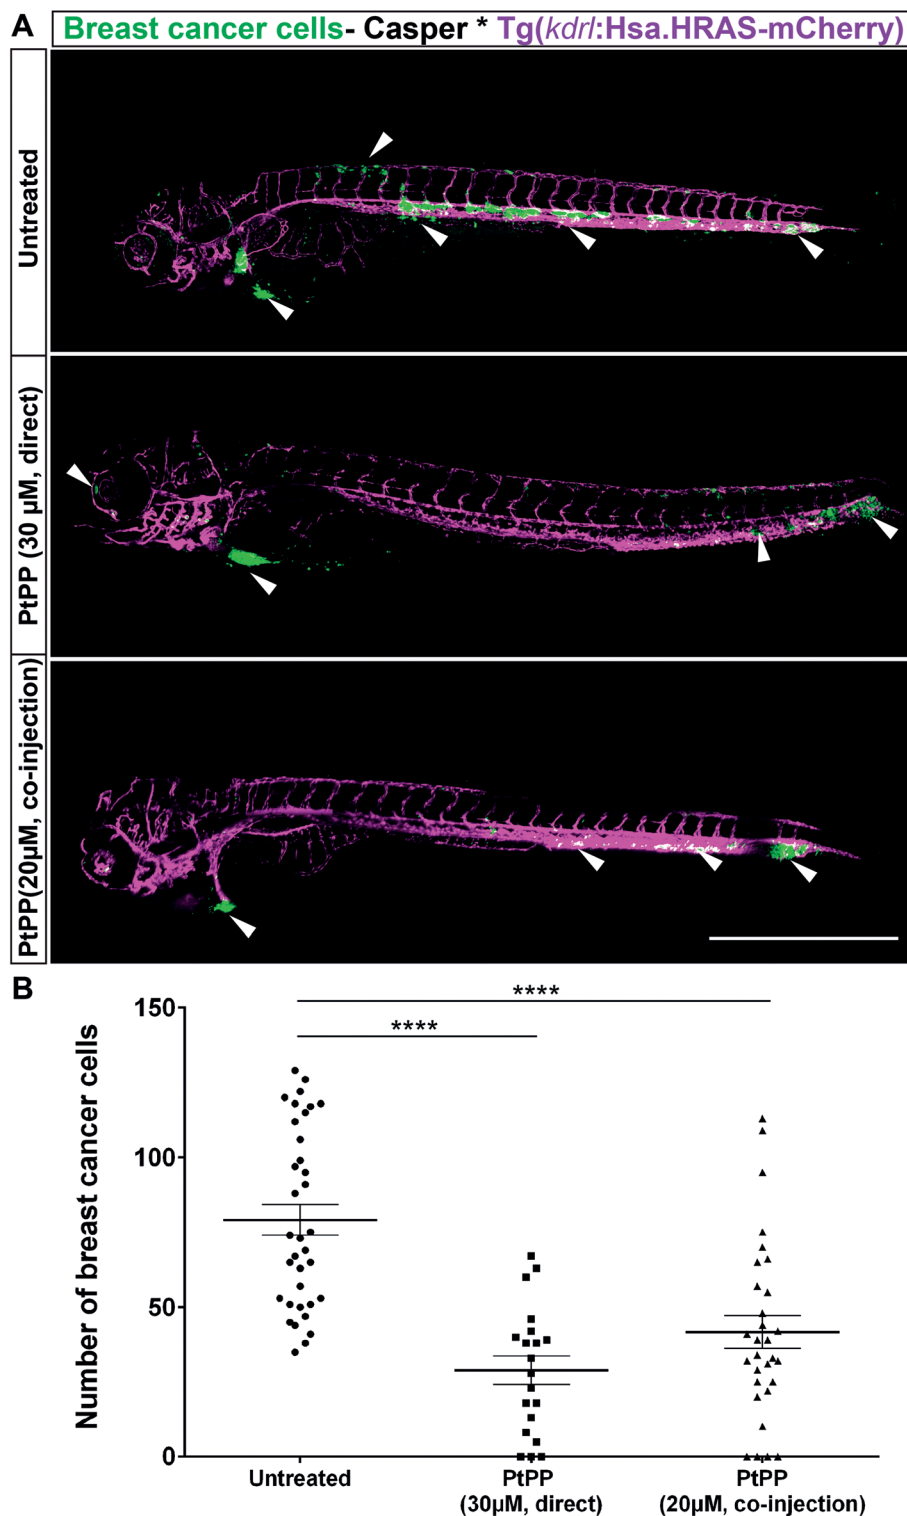 A
Breast cancer cells- Casper * Tg(kdrl:Hsa.HRAS-mCherry)
Untreated
PtPP (30 µM, direct)
PtPP(20µM, co-injection)
B
****
****
Number of breast cancer cells
150
100
50
0
Untreated
PtPP
(30µM, direct)
PtPP
(20µM, co-injection)